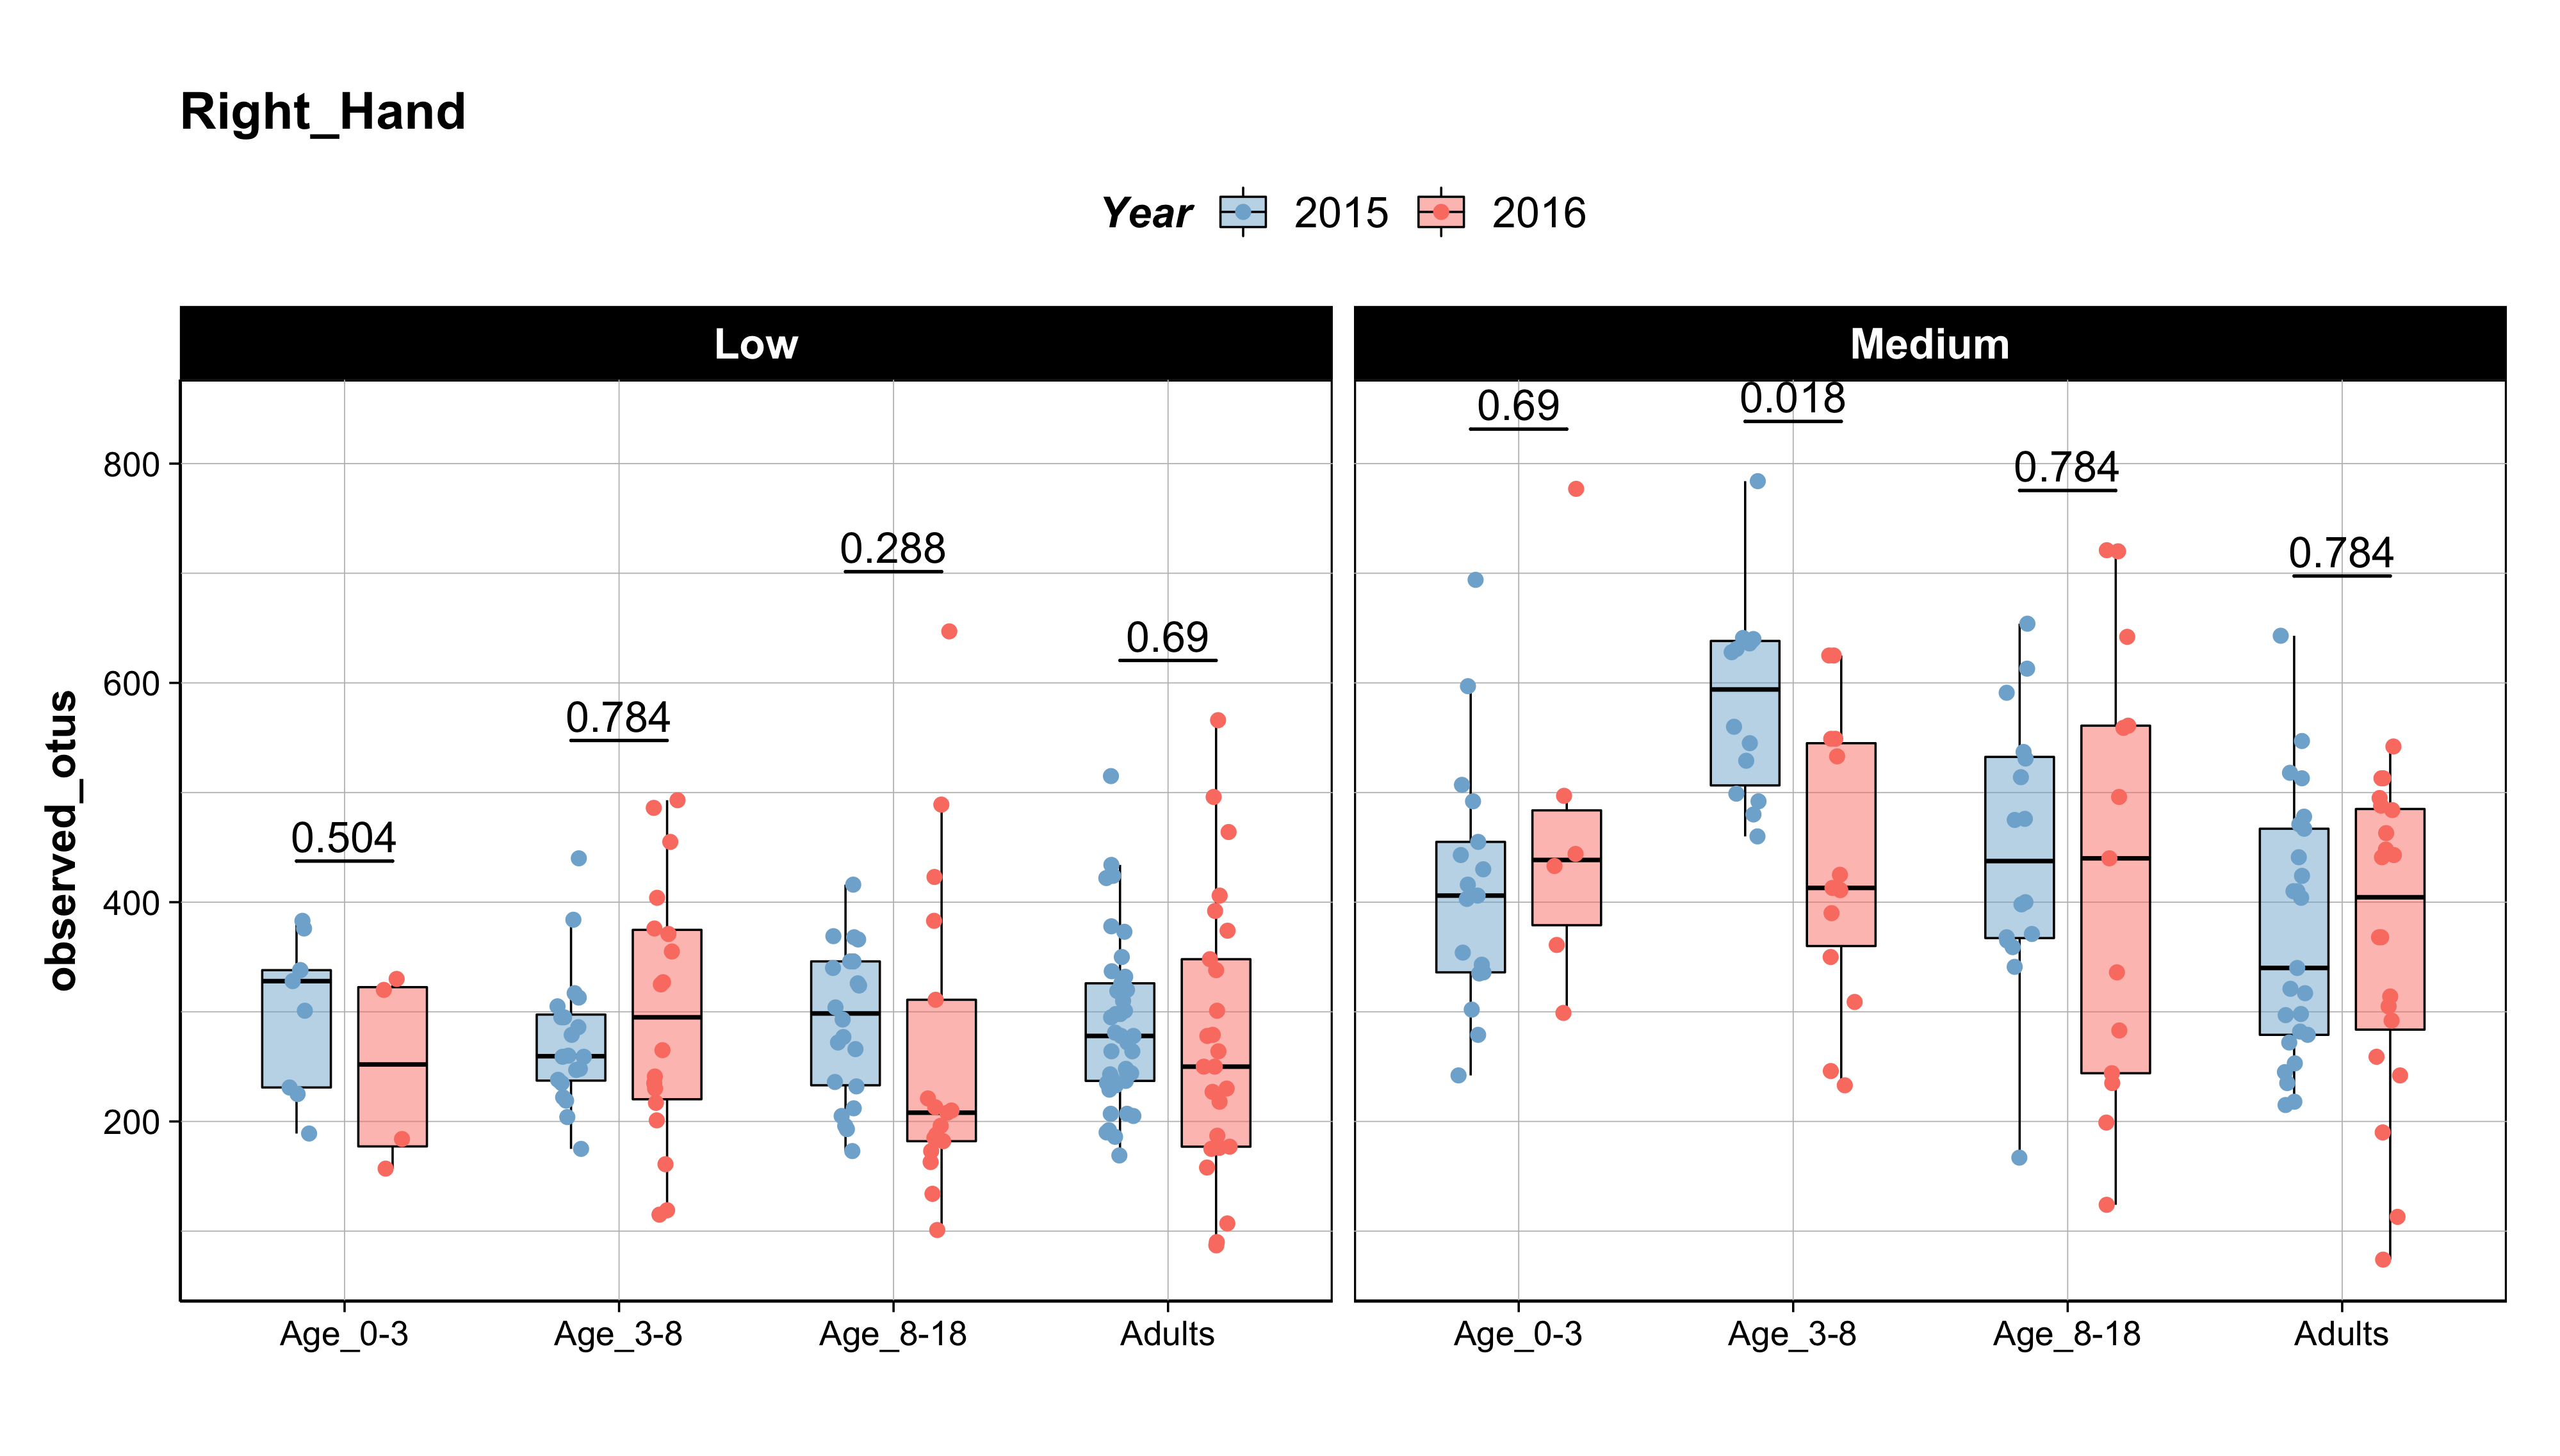 Right_Hand
Year 2015 2016
Low Medium
0.69 0.018
800
0.784
0.288 0.784
600 0.69
0.784
0.504
400
200
observed_otus
Age_0-3 Age_3-8 Age_8-18 Adults Age_0-3 Age_3-8 Age_8-18 Adults